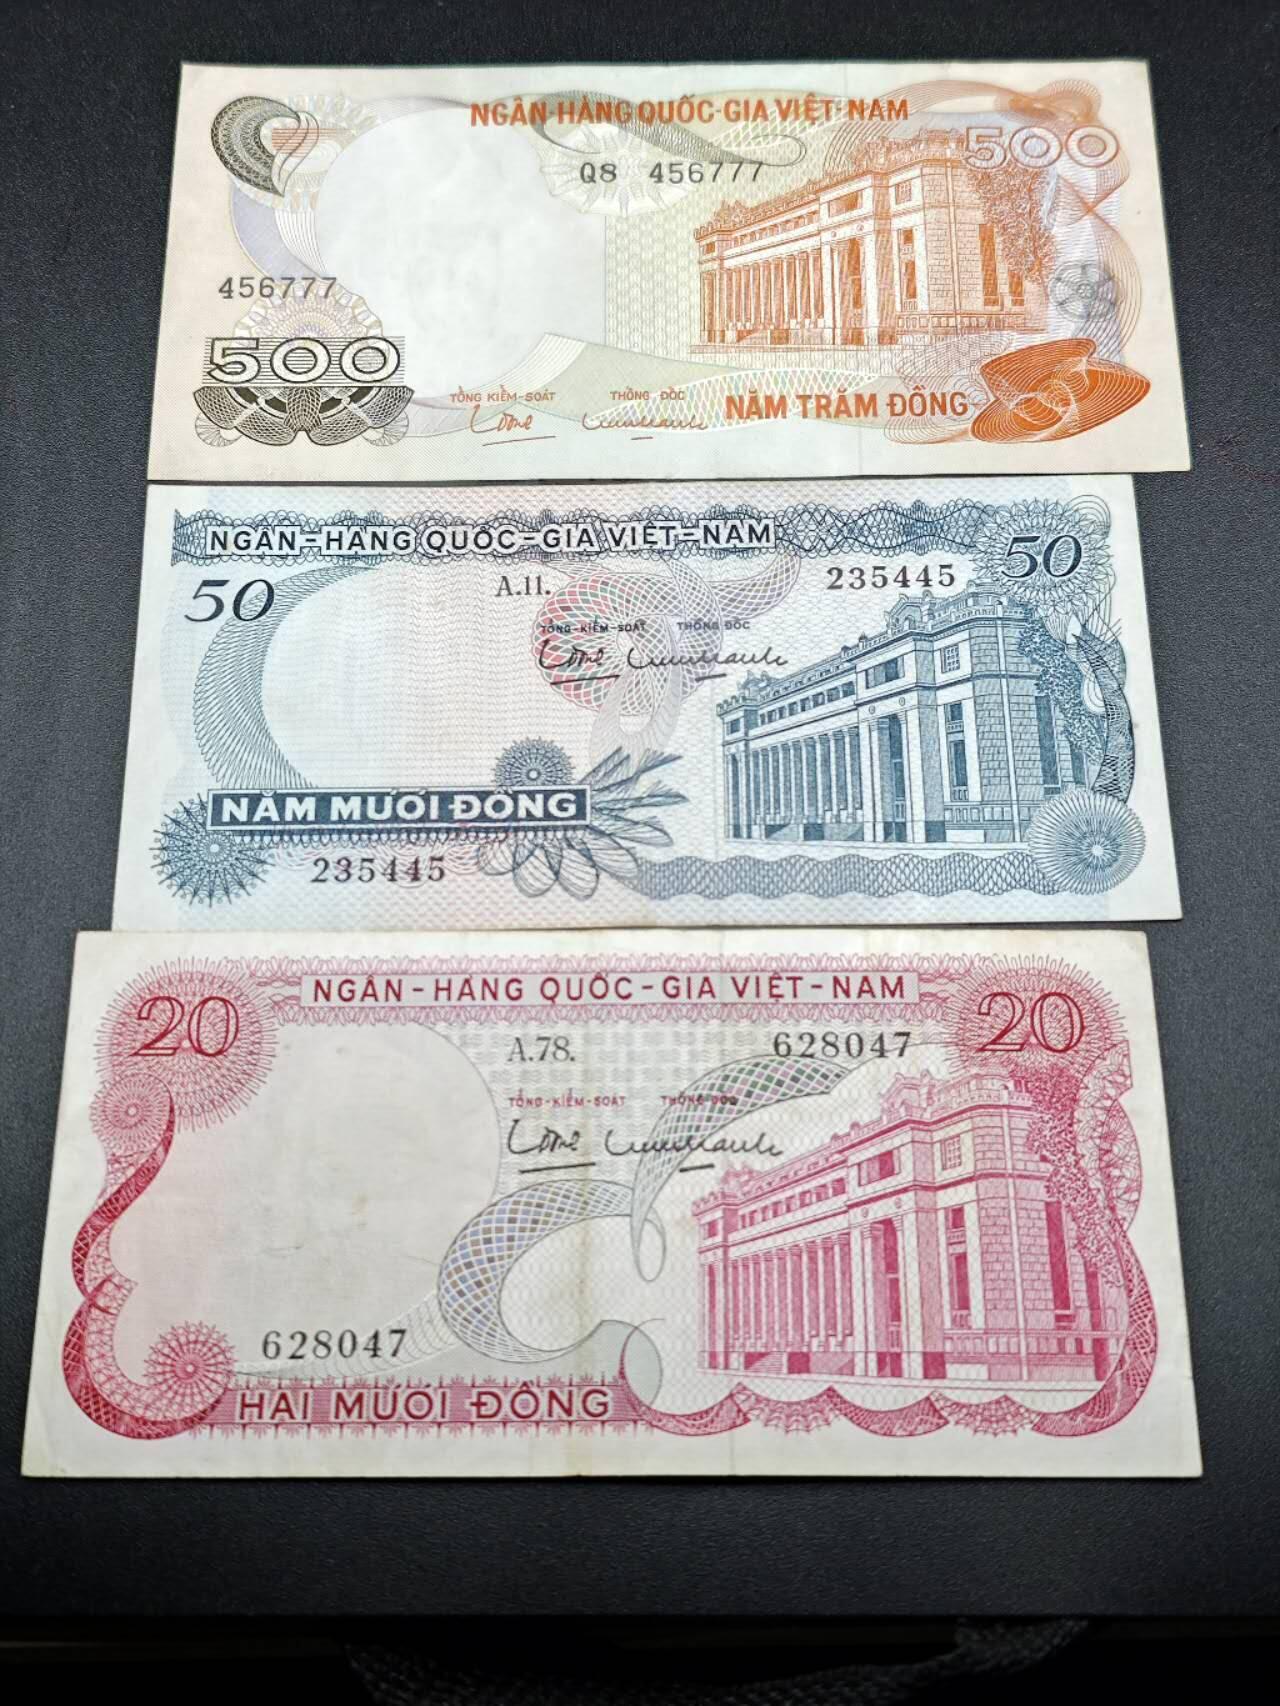 NGÂN-HÀNG QUỐC-GIA VIỆT-NAM
500
Q8 456777
456777
500
TỔNG KIỂM-SOÁT THỐNG ĐỐC
NĂM TRĂM ĐỒNG
NGÂN-HÀNG QUỐC-GIA VIỆT-NAM
50
50
A.11.
235445
TỔNG-KIỂM-SOÁT THỐNG ĐỐC
NĂM MƯƠI ĐỒNG
235445
NGÂN-HÀNG QUỐC-GIA VIỆT-NAM
20
20
A.78.
628047
TỔNG-KIỂM-SOÁT THỐNG ĐỐC
628047
HAI MƯƠI ĐỒNG